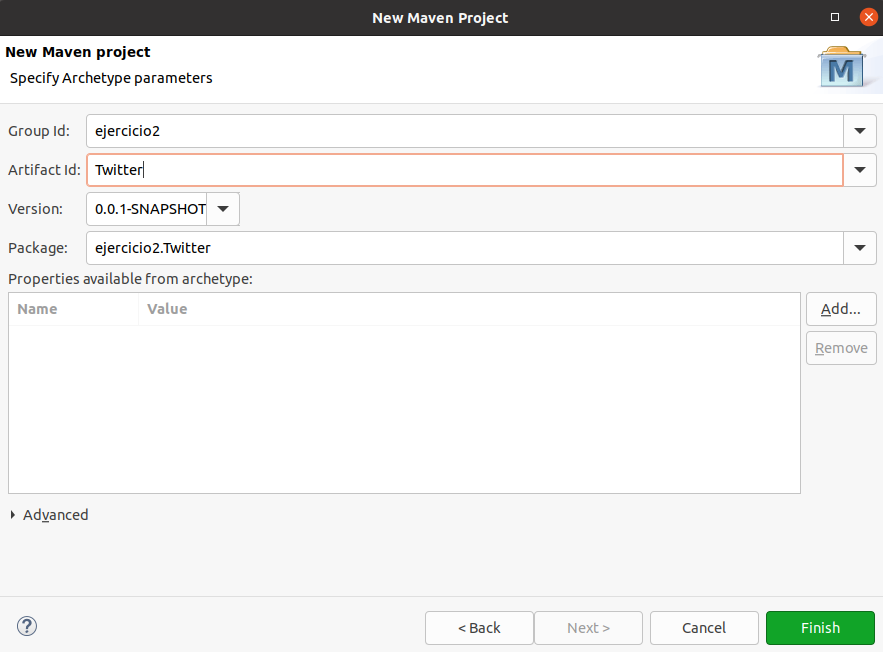 New Maven Project
New Maven project
Specify Archetype parameters
M
Group Id: ejercicio2
Artifact Id: Twitter
Version: 0.0.1-SNAPSHOT
Package: ejercicio2.Twitter
Properties available from archetype:
Name Value
Add...
Remove
Advanced
?
< Back Next > Cancel Finish